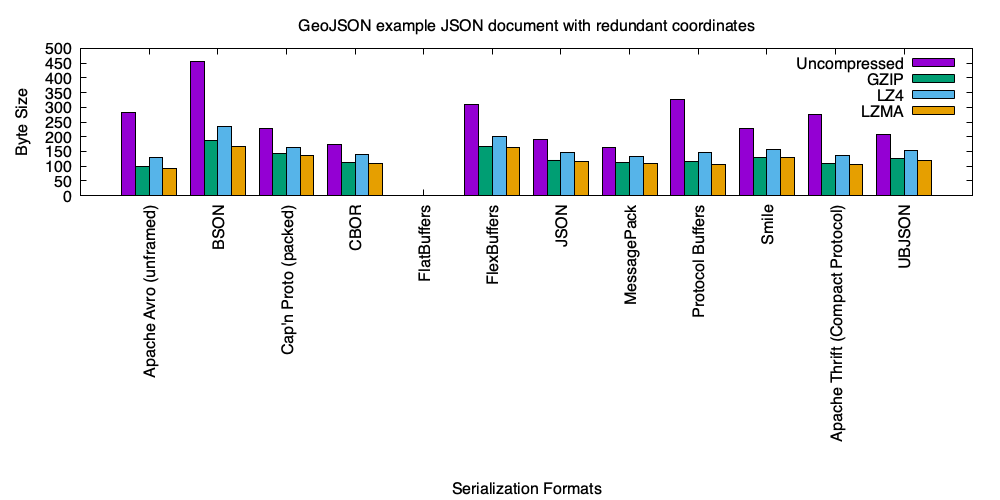 GeoJSON example JSON document with redundant coordinates
Byte Size
500
450
400
350
300
250
200
150
100
50
0
Uncompressed
GZIP
LZ4
LZMA
Apache Avro (unframed)
BSON
Cap'n Proto (packed)
CBOR
FlatBuffers
FlexBuffers
JSON
MessagePack
Protocol Buffers
Smile
Apache Thrift (Compact Protocol)
UBJSON
Serialization Formats